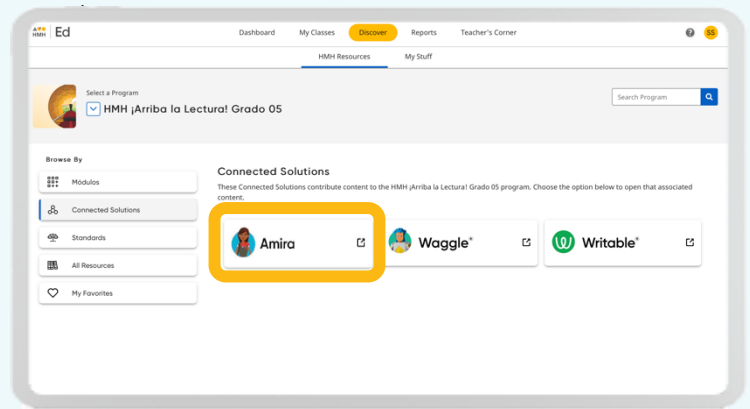 HMH Ed
Dashboard My Classes Discover Reports Teacher's Corner SS
HMH Resources My Stuff
Select a Program
HMH ¡Arriba la Lectura! Grado 05
Search Program
Browse By
Módulos
Connected Solutions
Standards
All Resources
My Favorites
Connected Solutions
These Connected Solutions contribute content to the HMH ¡Arriba la Lectura! Grado 05 program. Choose the option below to open that associated
content.
Amira
Waggle®
Writable®